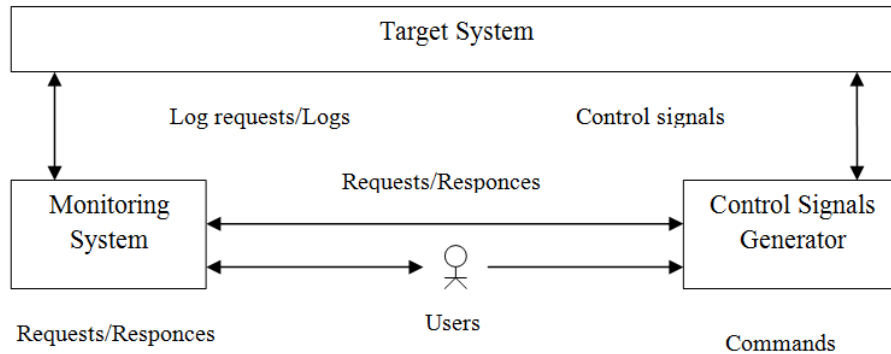 Target System
Log requests/Logs
Control signals
Requests/Responces
Monitoring
System
Control Signals
Generator
Users
Requests/Responces
Commands